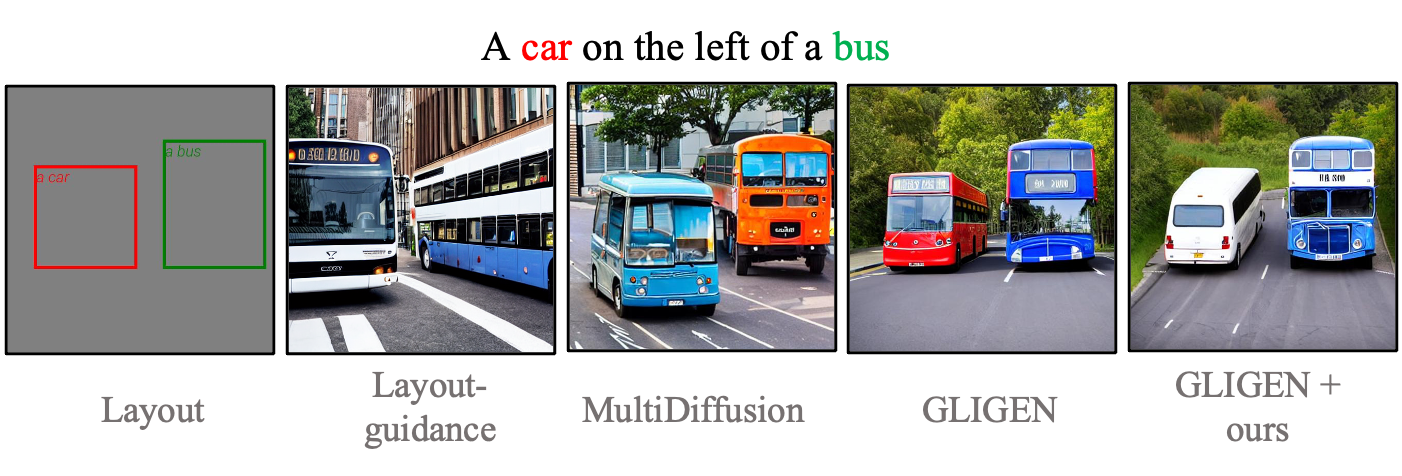 A car on the left of a bus
a car
a bus
Layout
Layout-
guidance
MultiDiffusion
GLIGEN
GLIGEN +
ours